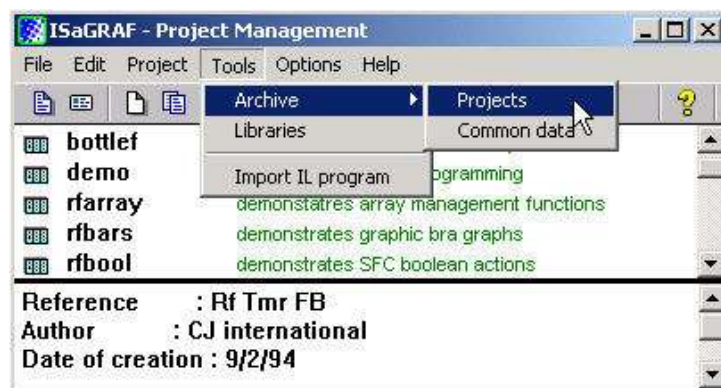 ISaGRAF - Project Management
File Edit Project Tools Options Help
Archive Projects
Libraries Common data
Import IL program
bottlef
demo ogramming
rfarray demonstatres array management functions
rfbars demonstrates graphic bra graphs
rfbool demonstrates SFC boolean actions
Reference : Rf Tmr FB
Author : CJ international
Date of creation : 9/2/94